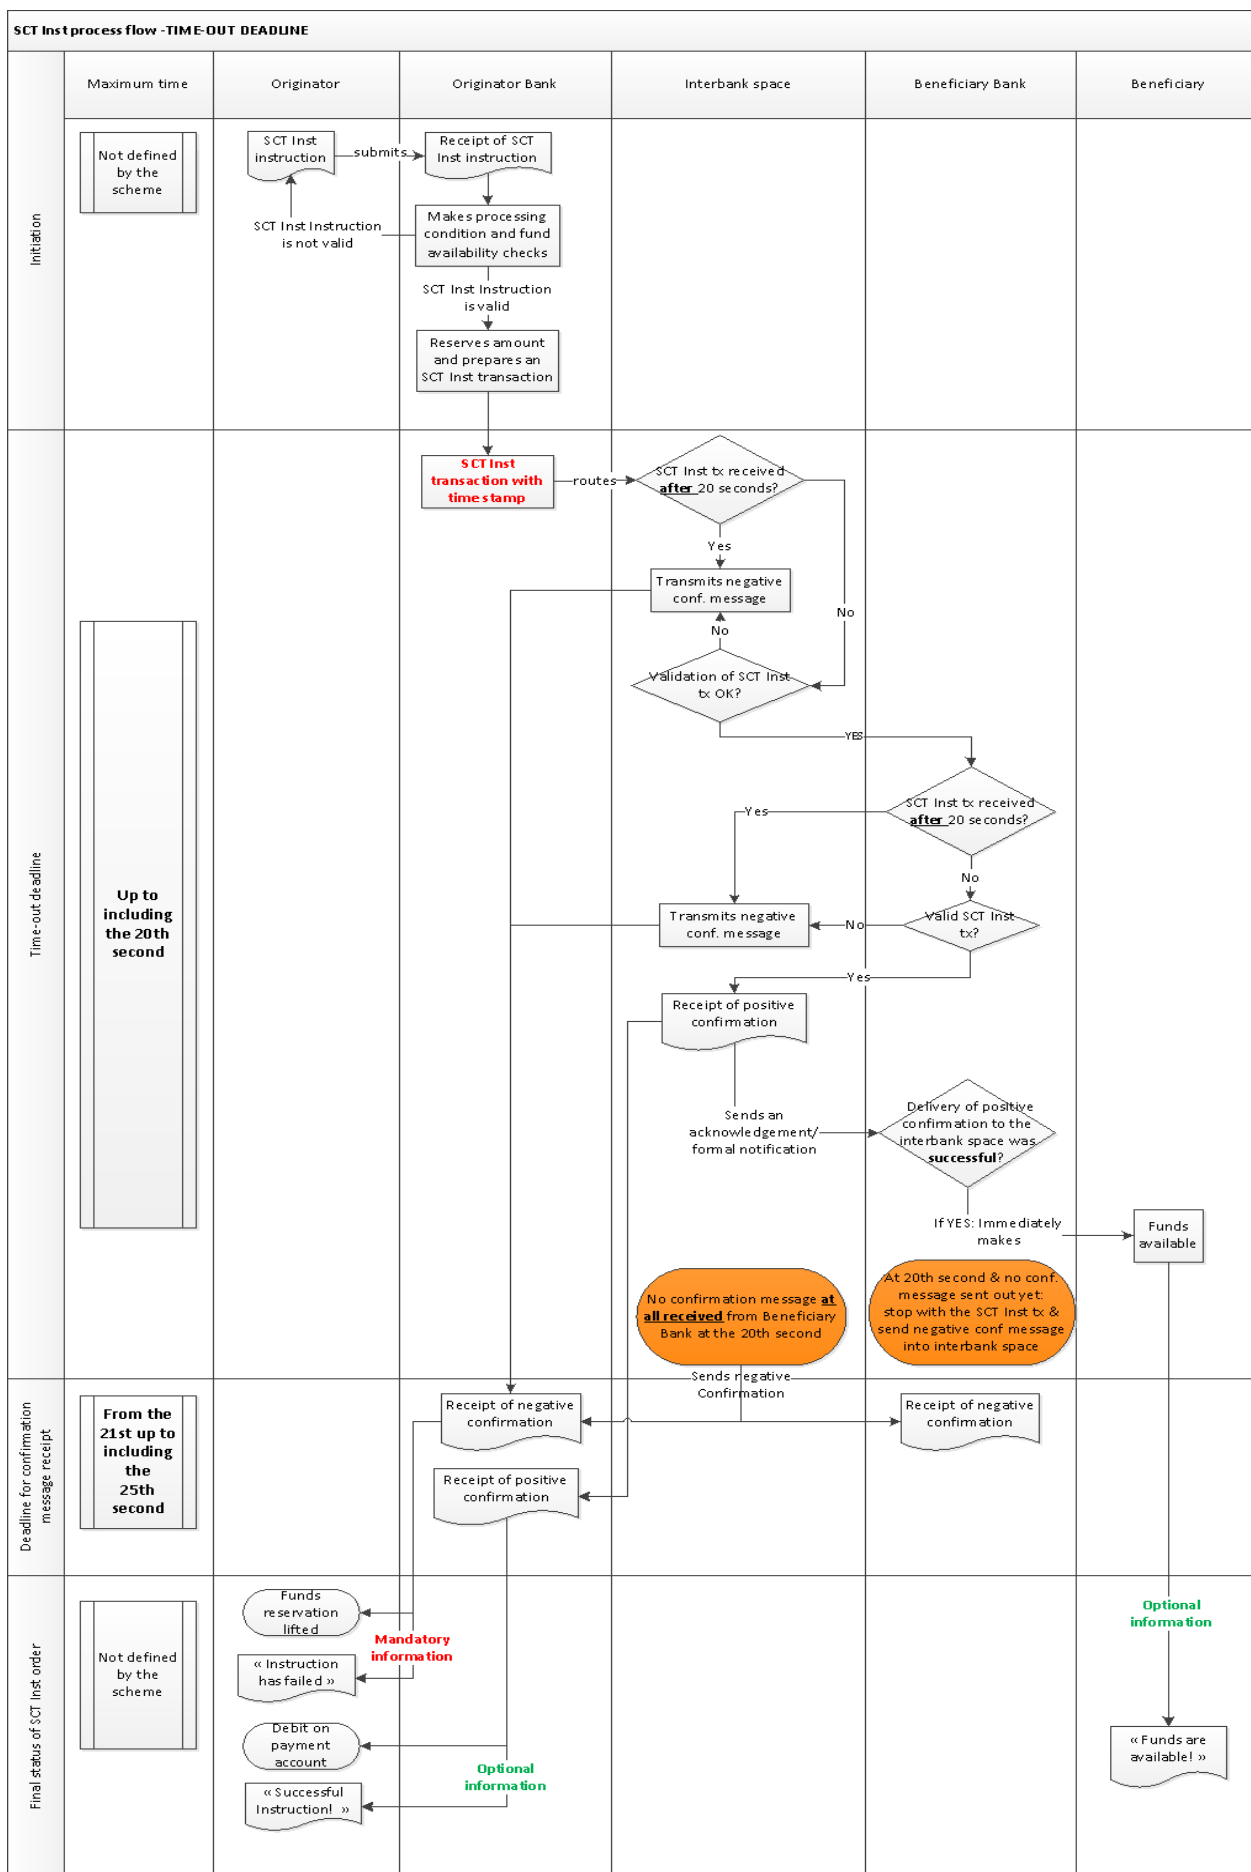 SCT Inst process flow -TIME-OUT DEADLINE
Maximum time
Originator
Originator Bank
Interbank space
Beneficiary Bank
Beneficiary
Initiation
Not defined
by the
scheme
SCT Inst
instruction
submits
Receipt of SCT
Inst instruction
SCT Inst Instruction
is not valid
Makes processing
condition and fund
availability checks
SCT Inst Instruction
is valid
Reserves amount
and prepares an
SCT Inst transaction
Time-out deadline
Up to
including
the 20th
second
SCT Inst
transaction with
timestamp
routes
SCT Inst tx received
after 20 seconds?
Yes
No
Transmits negative
conf. message
No
Validation of SCT Inst
tx OK?
YES
SCT Inst tx received
after 20 seconds?
Yes
No
Transmits negative
conf. message
No
Valid SCT Inst
tx?
Yes
Receipt of positive
confirmation
Sends an
acknowledgement/
formal notification
Delivery of positive
confirmation to the
interbank space was
successful?
If YES: Immediately
makes
Funds
available
No confirmation message at
all received from Beneficiary
Bank at the 20th second
At 20th second & no conf.
message sent out yet:
stop with the SCT Inst tx &
send negative conf message
into interbank space
Sends negative
Confirmation
Deadline for confirmation
message receipt
From the
21st up to
including
the
25th
second
Receipt of negative
confirmation
Receipt of negative
confirmation
Receipt of positive
confirmation
Final status of SCT Inst order
Not defined
by the
scheme
Funds
reservation
lifted
Mandatory
information
« Instruction
has failed »
Debit on
payment
account
Optional
information
« Successful
Instruction! »
Optional
information
« Funds are
available! »